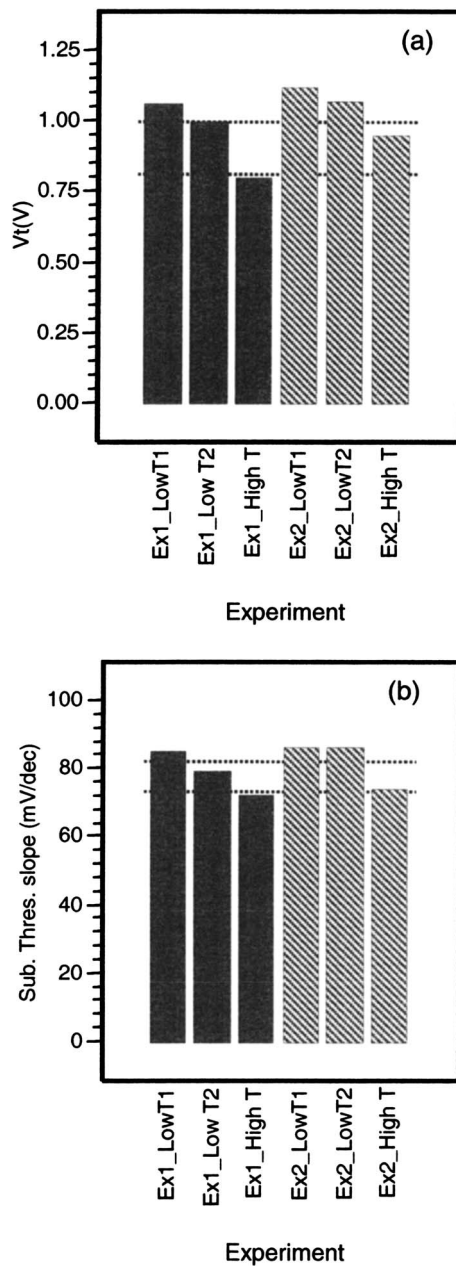 (a)
1.25
1.00
0.75
0.50
0.25
0.00
Vt(V)
Ex1_LowT1
Ex1_Low T2
Ex1_High T
Ex2_LowT1
Ex2_LowT2
Ex2_High T
Experiment
(b)
100
80
60
40
20
0
Sub. Thres. slope (mV/dec)
Ex1_LowT1
Ex1_Low T2
Ex1_High T
Ex2_LowT1
Ex2_LowT2
Ex2_High T
Experiment